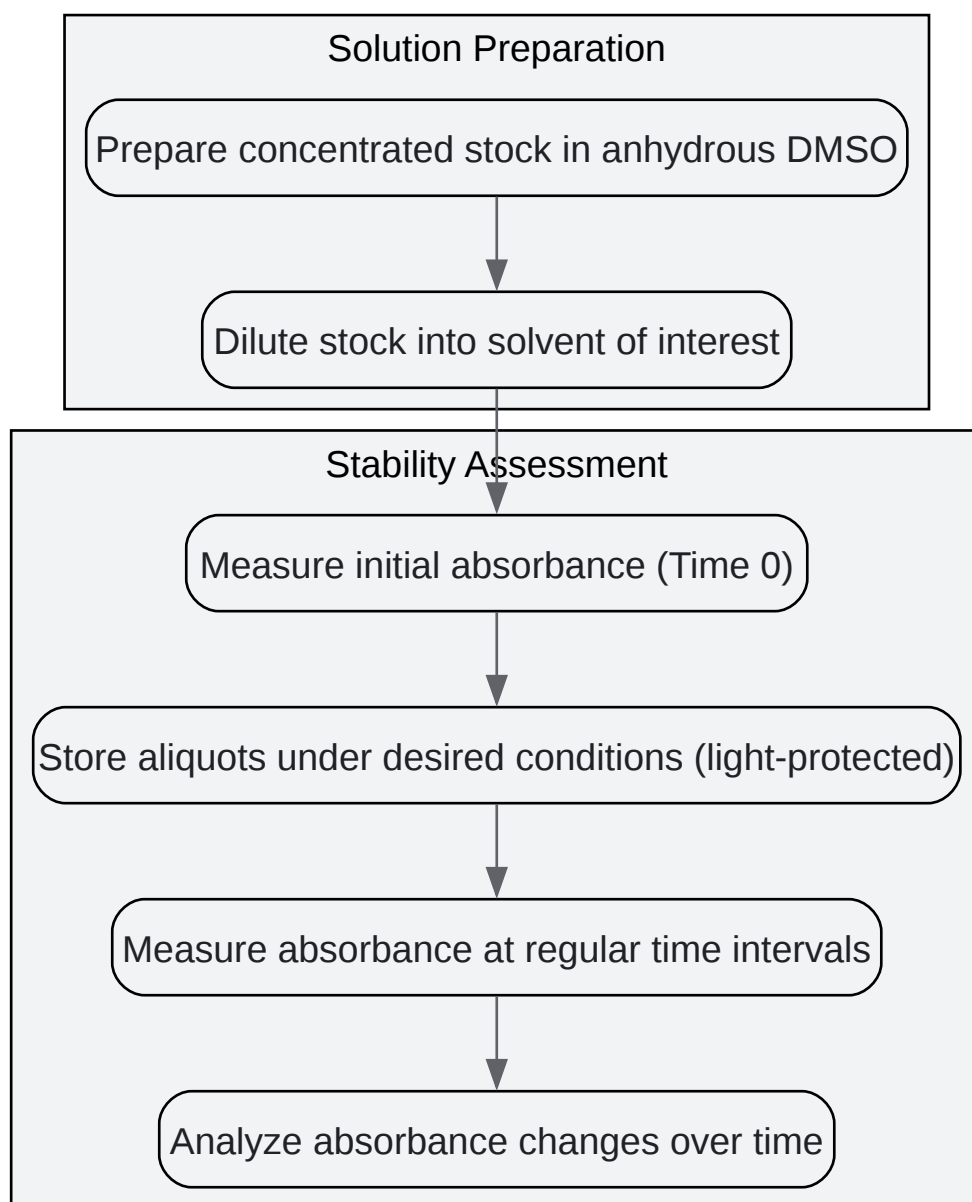 Solution Preparation
Prepare concentrated stock in anhydrous DMSO
Dilute stock into solvent of interest
Stability Assessment
Measure initial absorbance (Time 0)
Store aliquots under desired conditions (light-protected)
Measure absorbance at regular time intervals
Analyze absorbance changes over time